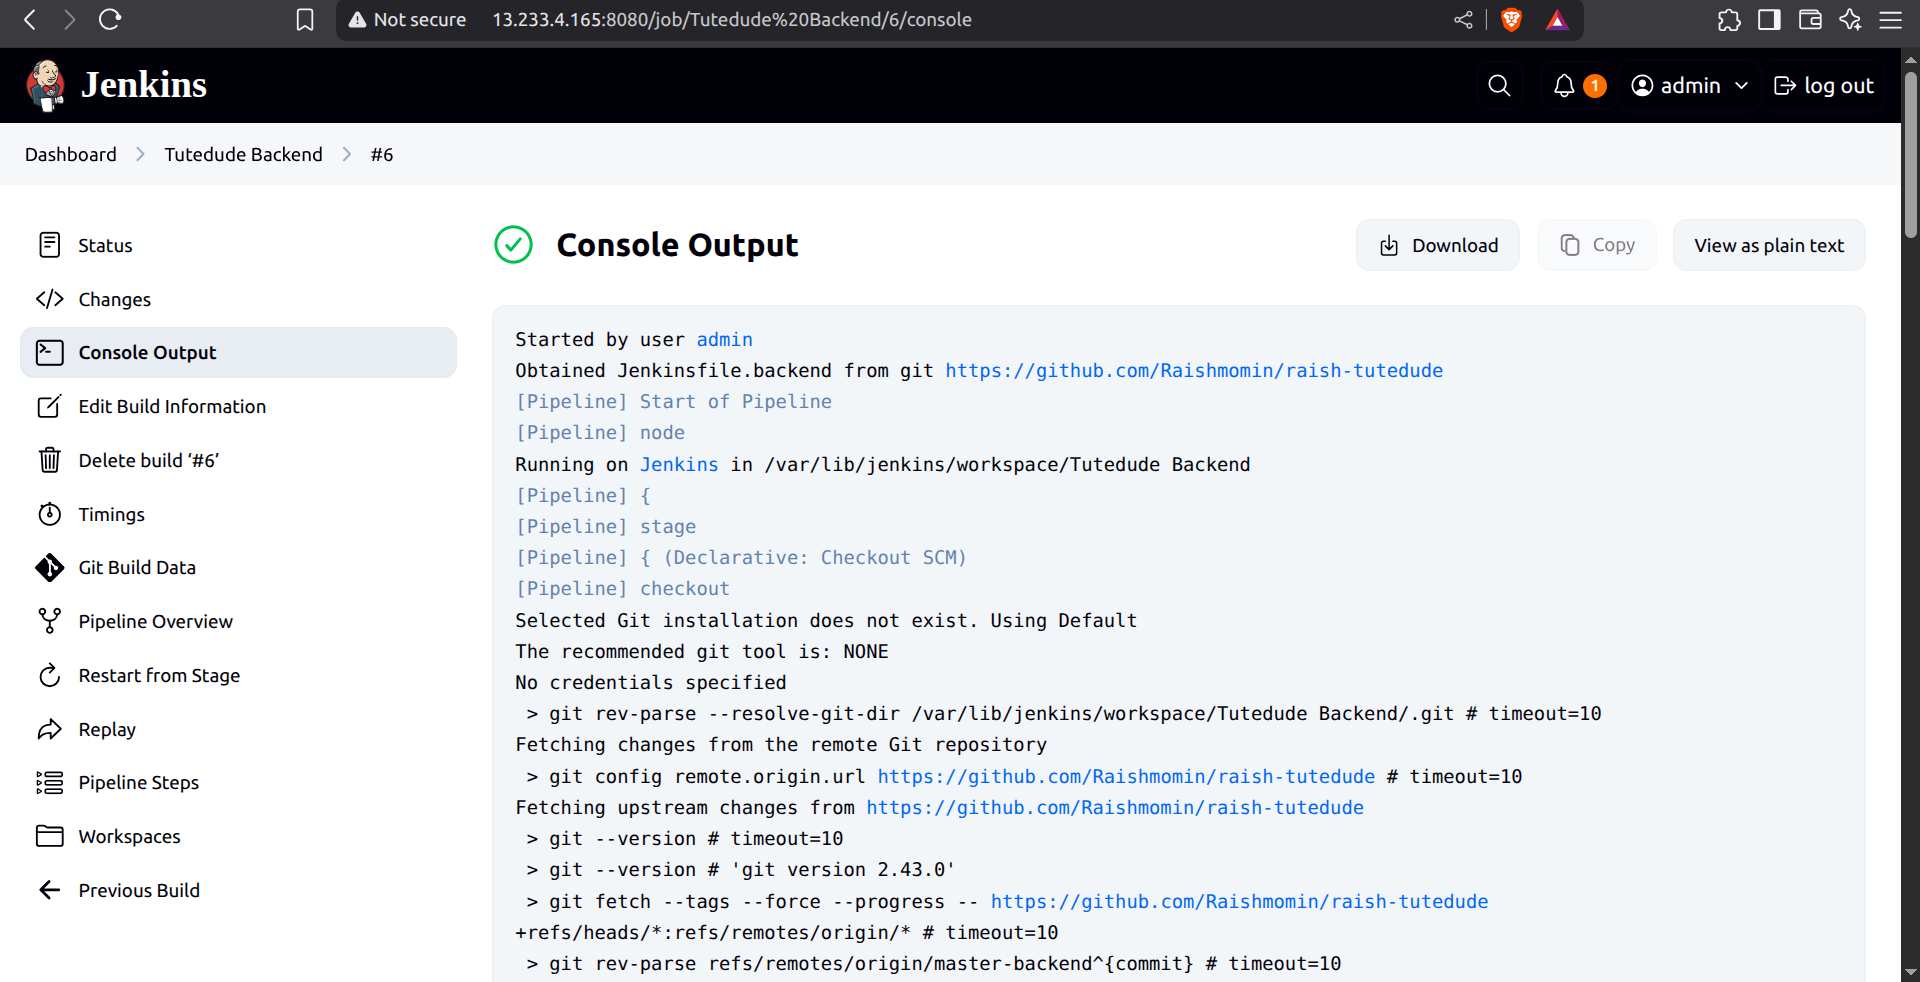 Not secure 13.233.4.165:8080/job/Tutedude%20Backend/6/console
Jenkins
1
admin
log out
Dashboard
Tutedude Backend
#6
Status
Changes
Console Output
Edit Build Information
Delete build ‘#6’
Timings
Git Build Data
Pipeline Overview
Restart from Stage
Replay
Pipeline Steps
Workspaces
Previous Build
Console Output
Download
Copy
View as plain text
Started by user admin
Obtained Jenkinsfile.backend from git https://github.com/Raishmomin/raish-tutedude
[Pipeline] Start of Pipeline
[Pipeline] node
Running on Jenkins in /var/lib/jenkins/workspace/Tutedude Backend
[Pipeline] {
[Pipeline] stage
[Pipeline] { (Declarative: Checkout SCM)
[Pipeline] checkout
Selected Git installation does not exist. Using Default
The recommended git tool is: NONE
No credentials specified
> git rev-parse --resolve-git-dir /var/lib/jenkins/workspace/Tutedude Backend/.git # timeout=10
Fetching changes from the remote Git repository
> git config remote.origin.url https://github.com/Raishmomin/raish-tutedude # timeout=10
Fetching upstream changes from https://github.com/Raishmomin/raish-tutedude
> git --version # timeout=10
> git --version # 'git version 2.43.0'
> git fetch --tags --force --progress -- https://github.com/Raishmomin/raish-tutedude
+refs/heads/*:refs/remotes/origin/* # timeout=10
> git rev-parse refs/remotes/origin/master-backend^{commit} # timeout=10